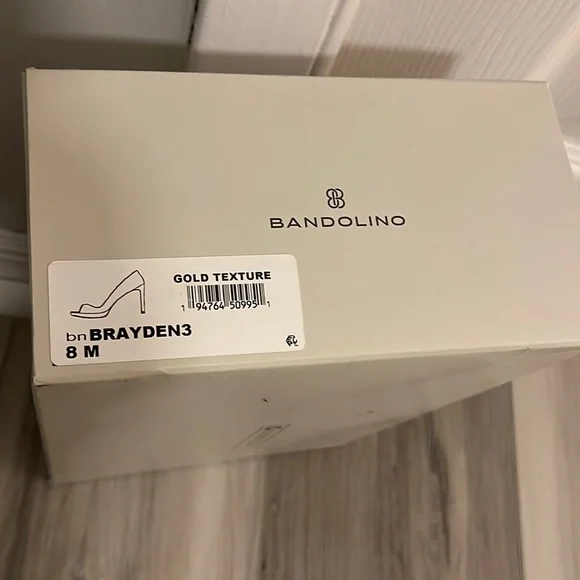 BANDOLINO
GOLD TEXTURE
1 94764 50995 1
bnBRAYDEN3
8 M